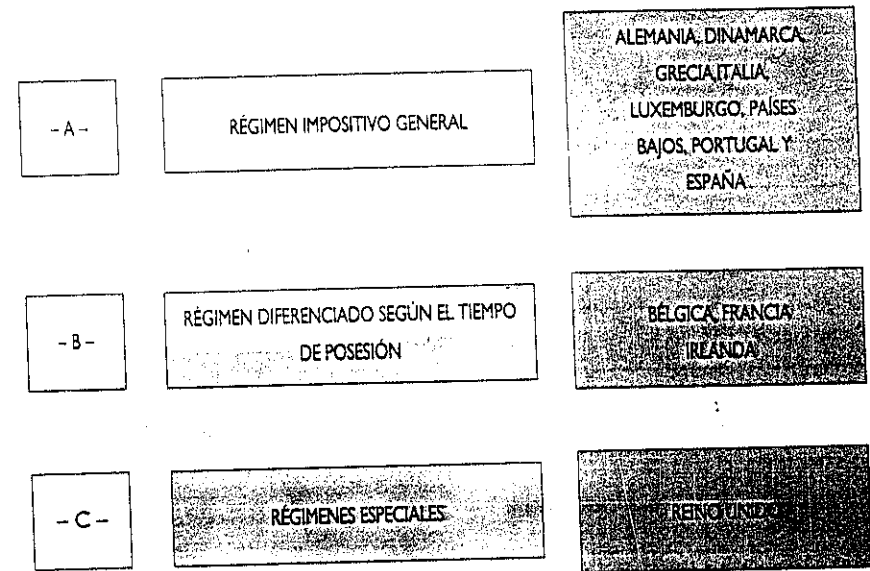 - A -
RÉGIMEN IMPOSITIVO GENERAL
ALEMANIA, DINAMARCA,
GRECIA, ITALIA,
LUXEMBURGO, PAÍSES
BAJOS, PORTUGAL Y
ESPAÑA
- B -
RÉGIMEN DIFERENCIADO SEGÚN EL TIEMPO
DE POSESIÓN
BÉLGICA, FRANCIA
IRLANDA
- C -
RÉGIMENES ESPECIALES
REINO UNIDO